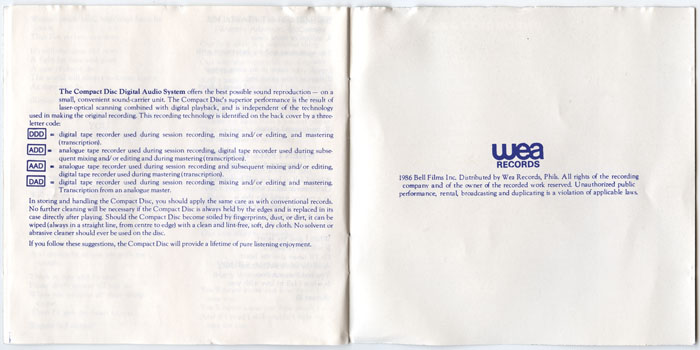 The Compact Disc Digital Audio System offers the best possible sound reproduction — on a
small, convenient sound-carrier unit. The Compact Disc's superior performance is the result of
laser-optical scanning combined with digital playback, and is independent of the technology
used in making the original recording. This recording technology is identified on the back cover by a three-
letter code:
DDD = digital tape recorder used during session recording, mixing and/or editing, and mastering
(transcription).
ADD = analogue tape recorder used during session recording, digital tape recorder used during subse-
quent mixing and/or editing and during mastering (transcription).
AAD = analogue tape recorder used during session recording and subsequent mixing and/or editing,
digital tape recorder used during mastering (transcription).
DAD = digital tape recorder used during session recording, mixing and/or editing and mastering.
Transcription from an analogue master.
In storing and handling the Compact Disc, you should apply the same care as with conventional records.
No further cleaning will be necessary if the Compact Disc is always held by the edges and is replaced in its
case directly after playing. Should the Compact Disc become soiled by fingerprints, dust, or dirt, it can be
wiped (always in a straight line, from centre to edge) with a clean and lint-free, soft, dry cloth. No solvent or
abrasive cleaner should ever be used on the disc.
If you follow these suggestions, the Compact Disc will provide a lifetime of pure listening enjoyment.
wea
RECORDS
1986 Bell Films Inc. Distributed by Wea Records, Phils. All rights of the recording
company and of the owner of the recorded work reserved. Unauthorized public
performance, rental, broadcasting and duplicating is a violation of applicable laws.